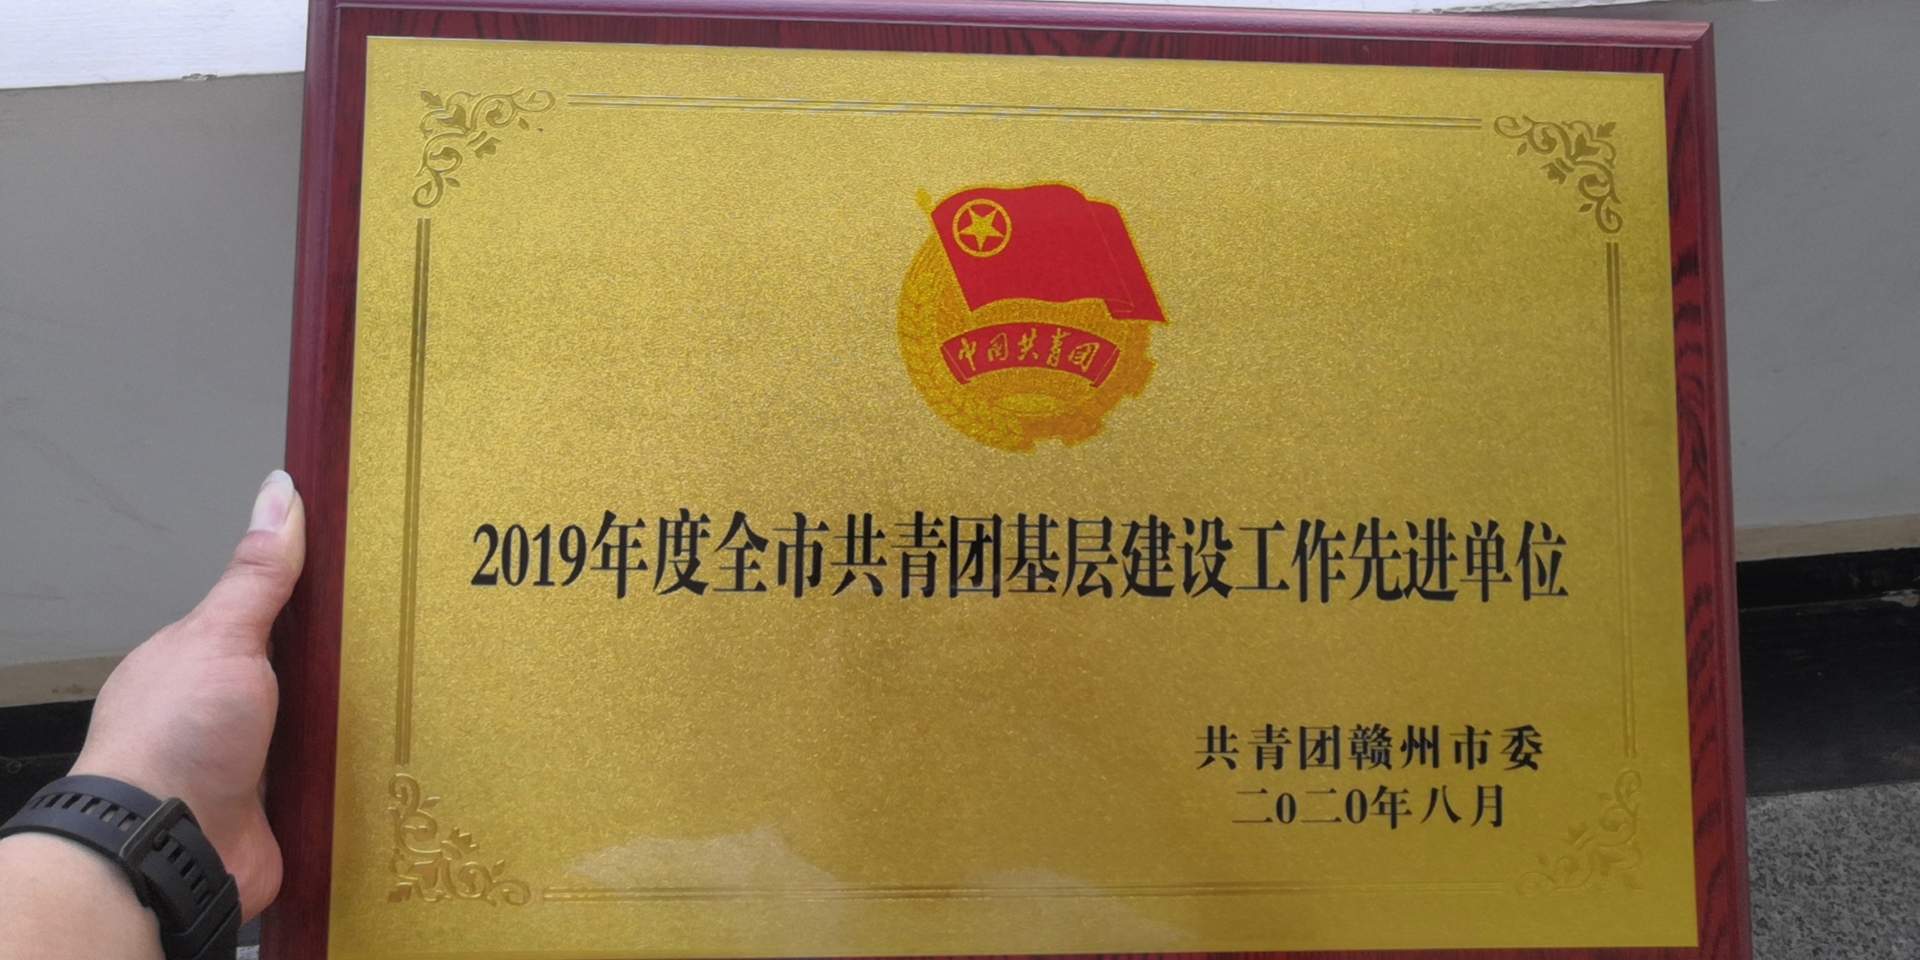 中国共青团
2019年度全市共青团基层建设工作先进单位
共青团赣州市委
二0二0年八月